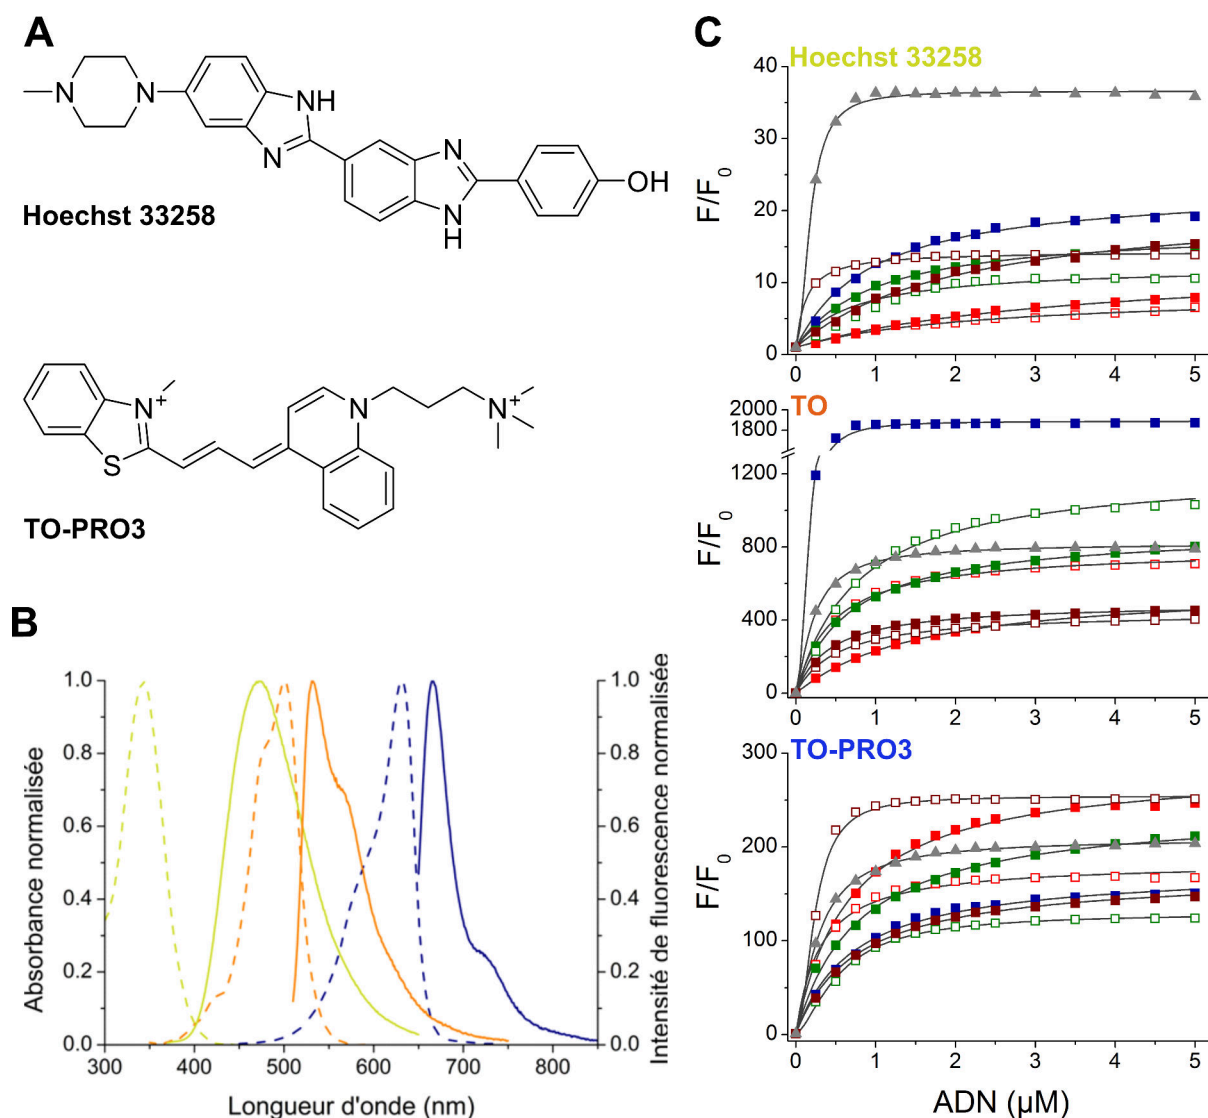 A
N
N
N
NH
N
N
H
OH
Hoechst 33258
N+
S
N
N+
TO-PRO3
B
Absorbance normalisée
1.0
0.8
0.6
0.4
0.2
0.0
300 400 500 600 700 800
Longueur d'onde (nm)
1.0
0.8
0.6
0.4
0.2
0.0
Intensité de fluorescence normalisée
C
Hoechst 33258
F/F0
40
30
20
10
0
0 1 2 3 4 5
TO
F/F0
2000
1800
1200
800
400
0
0 1 2 3 4 5
TO-PRO3
F/F0
300
200
100
0
0 1 2 3 4 5
ADN (µM)